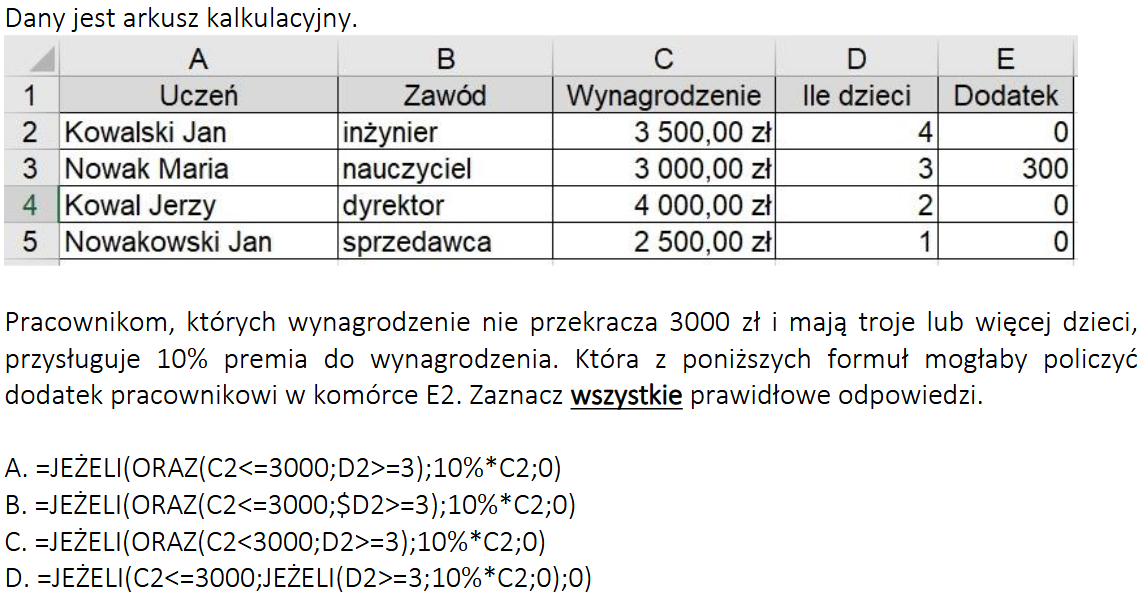 Dany jest arkusz kalkulacyjny.
A B C D E
1 Uczeń Zawód Wynagrodzenie Ile dzieci Dodatek
2 Kowalski Jan inżynier 3 500,00 zł 4 0
3 Nowak Maria nauczyciel 3 000,00 zł 3 300
4 Kowal Jerzy dyrektor 4 000,00 zł 2 0
5 Nowakowski Jan sprzedawca 2 500,00 zł 1 0
Pracownikom, których wynagrodzenie nie przekracza 3000 zł i mają troje lub więcej dzieci,
przysługuje 10% premia do wynagrodzenia. Która z poniższych formuł mogłaby policzyć
dodatek pracownikowi w komórce E2. Zaznacz wszystkie prawidłowe odpowiedzi.
A. =JEŻELI(ORAZ(C2<=3000;D2>=3);10%*C2;0)
B. =JEŻELI(ORAZ(C2<=3000;$D2>=3);10%*C2;0)
C. =JEŻELI(ORAZ(C2<3000;D2>=3);10%*C2;0)
D. =JEŻELI(C2<=3000;JEŻELI(D2>=3;10%*C2;0);0)